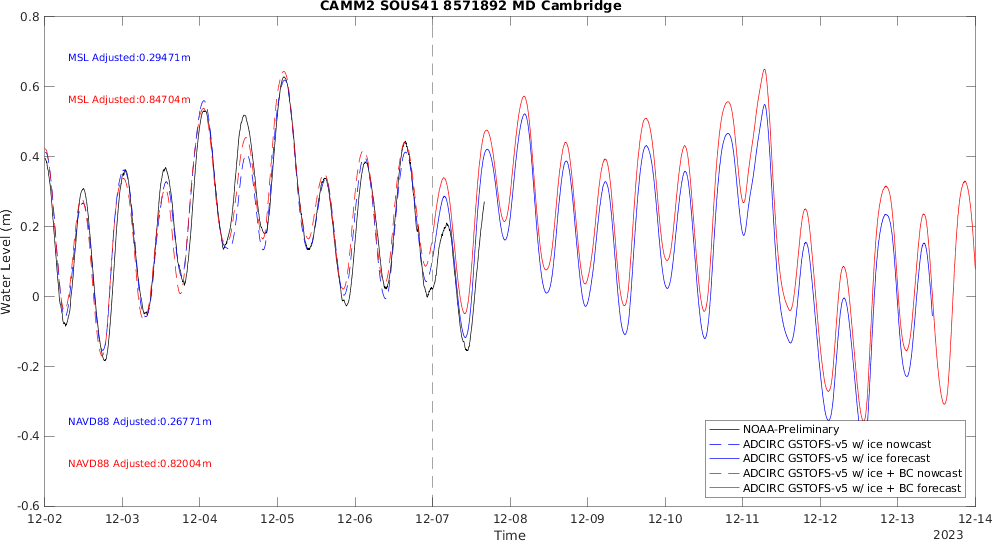 CAMM2 SOUS41 8571892 MD Cambridge
0.8
0.6
0.4
0.2
0
-0.2
-0.4
-0.6
Water Level (m)
MSL Adjusted:0.29471m
MSL Adjusted:0.84704m
NAVD88 Adjusted:0.26771m
NAVD88 Adjusted:0.82004m
NOAA-Preliminary
ADCIRC GSTOFS-v5 w/ ice nowcast
ADCIRC GSTOFS-v5 w/ ice forecast
ADCIRC GSTOFS-v5 w/ ice + BC nowcast
ADCIRC GSTOFS-v5 w/ ice + BC forecast
12-02 12-03 12-04 12-05 12-06 12-07 12-08 12-09 12-10 12-11 12-12 12-13 12-14
Time
2023